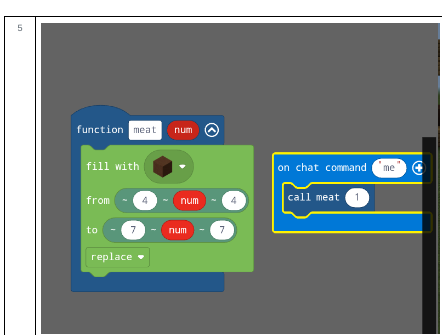 5
function meat num
fill with
from ~ 4 ~ num ~ 4
to ~ 7 ~ num ~ 7
replace
on chat command "me"
call meat 1